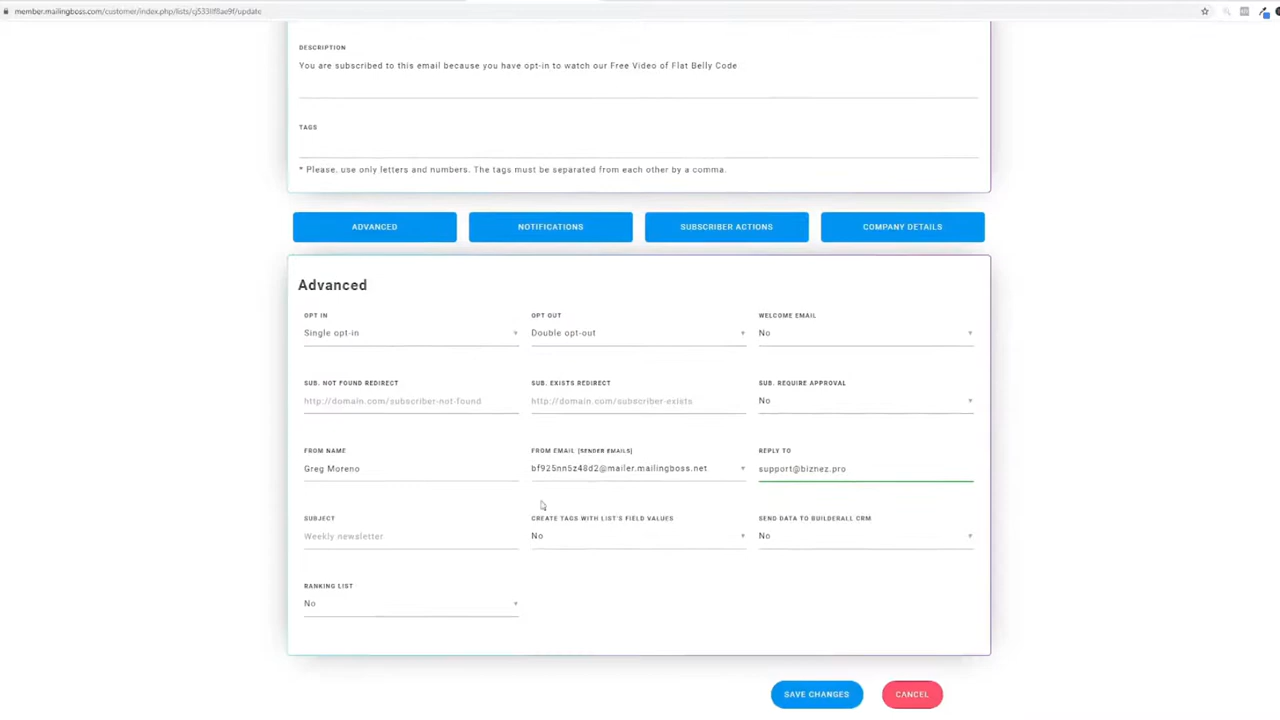 member.mailingboss.com/customer/index.php/lists/cj533llf8ae9f/update
DESCRIPTION
You are subscribed to this email because you have opt-in to watch our Free Video of Flat Belly Code
TAGS
* Please, use only letters and numbers. The tags must be separated from each other by a comma.
ADVANCED NOTIFICATIONS SUBSCRIBER ACTIONS COMPANY DETAILS
Advanced
OPT IN OPT OUT WELCOME EMAIL
Single opt-in Double opt-out No
SUB. NOT FOUND REDIRECT SUB. EXISTS REDIRECT SUB. REQUIRE APPROVAL
http://domain.com/subscriber-not-found http://domain.com/subscriber-exists No
FROM NAME FROM EMAIL [SENDER EMAILS] REPLY TO
Greg Moreno bf925nn5z48d2@mailer.mailingboss.net support@biznez.pro
SUBJECT CREATE TAGS WITH LIST'S FIELD VALUES SEND DATA TO BUILDERALL CRM
Weekly newsletter No No
RANKING LIST
No
SAVE CHANGES CANCEL